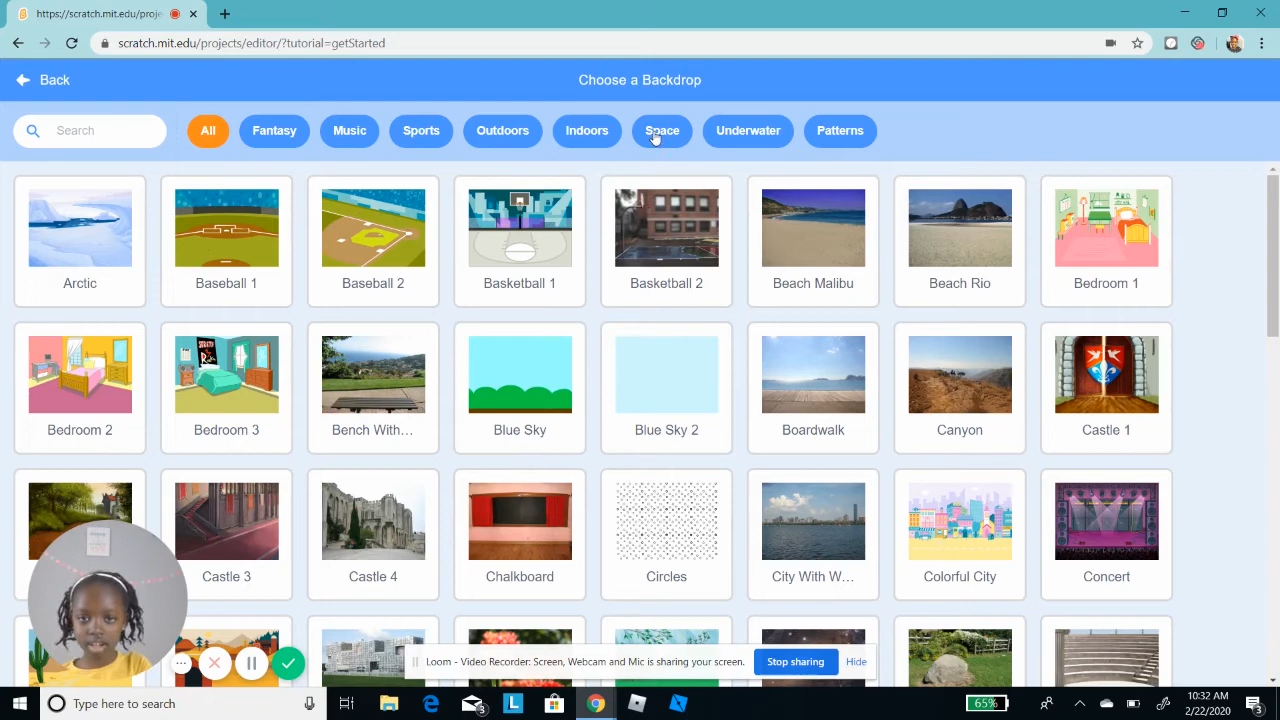 https://scratch.mit.edu/proje
scratch.mit.edu/projects/editor/?tutorial=getStarted
Back
Choose a Backdrop
Search
All
Fantasy
Music
Sports
Outdoors
Indoors
Space
Underwater
Patterns
Arctic
Baseball 1
Baseball 2
Basketball 1
Basketball 2
Beach Malibu
Beach Rio
Bedroom 1
Bedroom 2
Bedroom 3
Bench With...
Blue Sky
Blue Sky 2
Boardwalk
Canyon
Castle 1
Castle 3
Castle 4
Chalkboard
Circles
City With W...
Colorful City
Concert
Loom - Video Recorder: Screen, Webcam and Mic is sharing your screen.
Stop sharing
Hide
Type here to search
3
L
65%
10:32 AM
2/22/2020
3